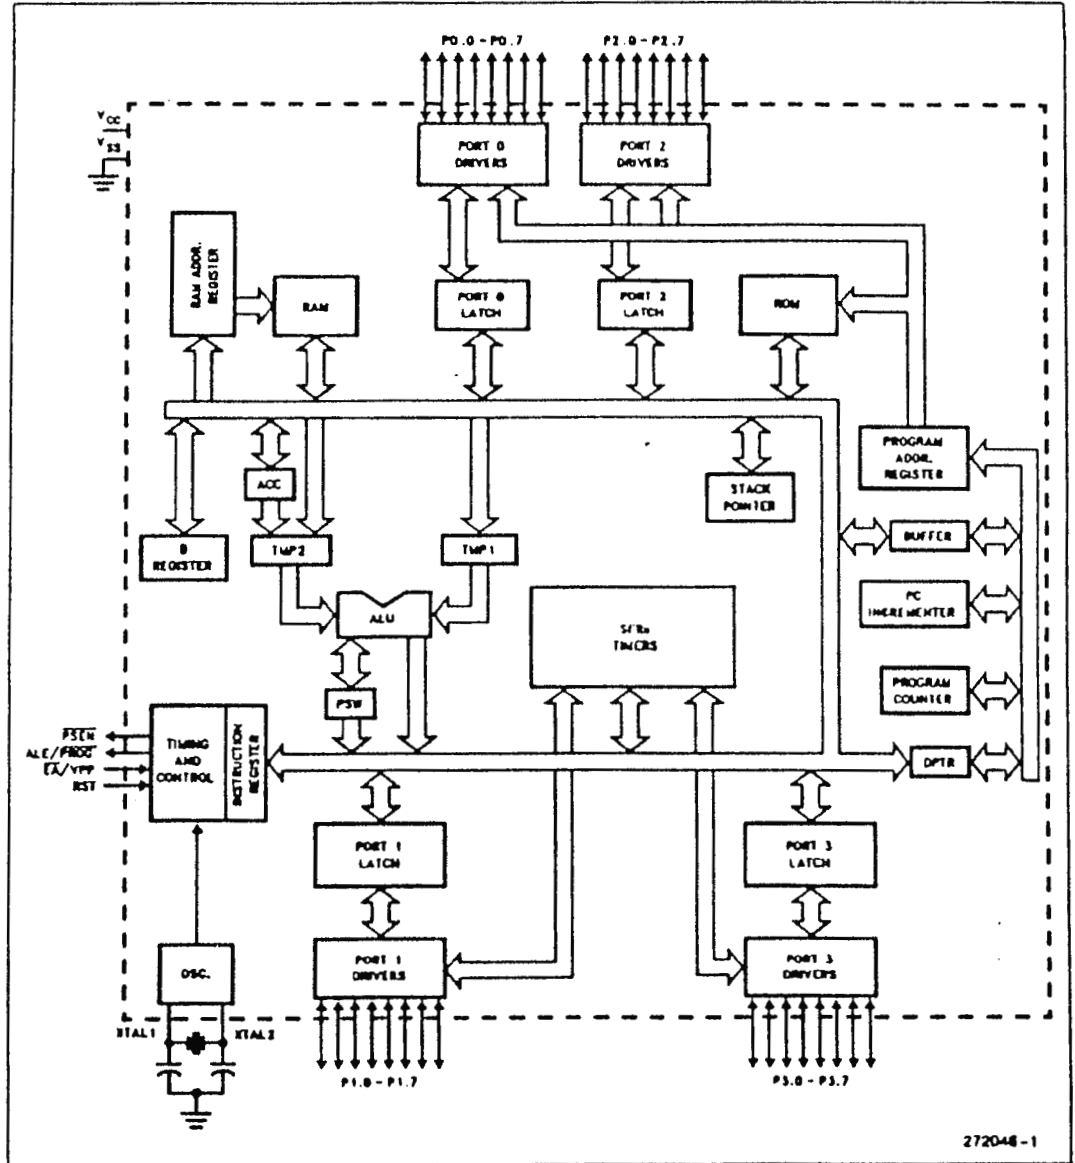 P0.0-P0.7
P2.0-P2.7
VCC
VSS
PORT 0
DRIVERS
PORT 2
DRIVERS
RAM ADDR.
REGISTER
RAM
PORT 0
LATCH
PORT 2
LATCH
ROM
PROGRAM
ADDR.
REGISTER
ACC
STACK
POINTER
B
REGISTER
TMP2
TMP1
BUFFER
ALU
SFRs
TIMERS
PC
INCREMENTER
PSW
PROGRAM
COUNTER
PSEN
ALE/PROG
EA/VPP
RST
TIMING
AND
CONTROL
INSTRUCTION
REGISTER
DPTR
PORT 1
LATCH
PORT 3
LATCH
OSC.
PORT 1
DRIVERS
PORT 3
DRIVERS
XTAL1
XTAL2
P1.0-P1.7
P3.0-P3.7
272048-1